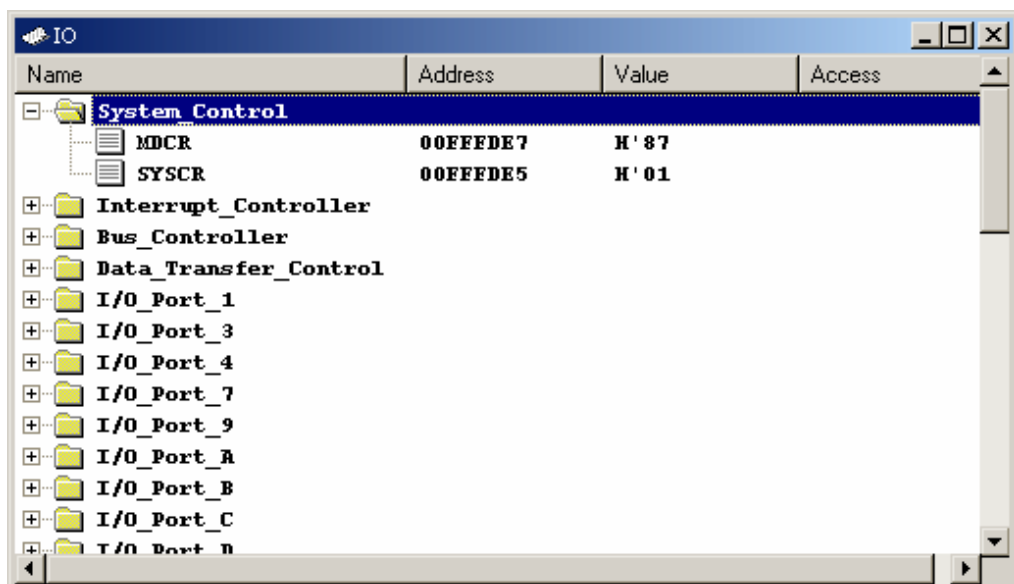 IO
Name Address Value Access
System_Control
MDCR 00FFFDE7 H'87
SYSCR 00FFFDE5 H'01
Interrupt_Controller
Bus_Controller
Data_Transfer_Control
I/O_Port_1
I/O_Port_3
I/O_Port_4
I/O_Port_7
I/O_Port_9
I/O_Port_A
I/O_Port_B
I/O_Port_C
I/O_Port_D